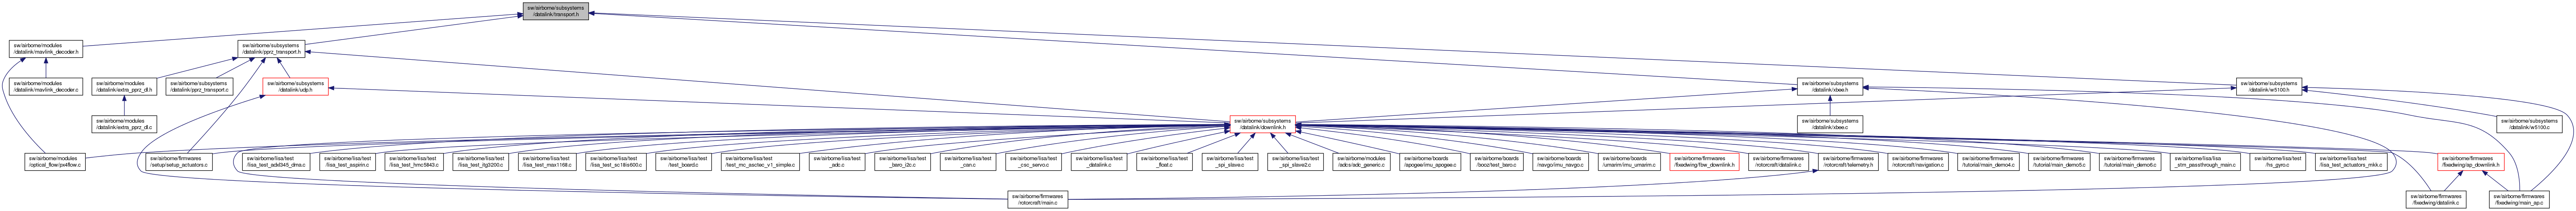 sw/airborne/subsystems
/datalink/transport.h
sw/airborne/modules
/datalink/mavlink_decoder.h
sw/airborne/subsystems
/datalink/pprz_transport.h
sw/airborne/modules
/datalink/mavlink_decoder.c
sw/airborne/modules
/datalink/extra_pprz_dl.h
sw/airborne/subsystems
/datalink/pprz_transport.c
sw/airborne/subsystems
/datalink/udp.h
sw/airborne/subsystems
/datalink/xbee.h
sw/airborne/subsystems
/datalink/w5100.h
sw/airborne/modules
/datalink/extra_pprz_dl.c
sw/airborne/subsystems
/datalink/downlink.h
sw/airborne/subsystems
/datalink/xbee.c
sw/airborne/subsystems
/datalink/w5100.c
sw/airborne/modules
/optical_flow/px4flow.c
sw/airborne/firmwares
/setup/setup_actuators.c
sw/airborne/lisa/test
/lisa_test_adxl345_dma.c
sw/airborne/lisa/test
/lisa_test_aspirin.c
sw/airborne/lisa/test
/lisa_test_hmc5843.c
sw/airborne/lisa/test
/lisa_test_itg3200.c
sw/airborne/lisa/test
/lisa_test_max1168.c
sw/airborne/lisa/test
/lisa_test_sc18is600.c
sw/airborne/lisa/test
/test_board.c
sw/airborne/lisa/test
/test_mc_asctec_v1_simple.c
sw/airborne/lisa/test
_adc.c
sw/airborne/lisa/test
_baro_i2c.c
sw/airborne/lisa/test
_can.c
sw/airborne/lisa/test
_csc_servo.c
sw/airborne/lisa/test
_datalink.c
sw/airborne/lisa/test
_float.c
sw/airborne/lisa/test
_spi_slave.c
sw/airborne/lisa/test
_spi_slave2.c
sw/airborne/modules
/adcs/adc_generic.c
sw/airborne/boards
/apogee/imu_apogee.c
sw/airborne/boards
/booz/test_baro.c
sw/airborne/boards
/navgo/imu_navgo.c
sw/airborne/boards
/umarim/imu_umarim.c
sw/airborne/firmwares
/fixedwing/fbw_downlink.h
sw/airborne/firmwares
/rotorcraft/datalink.c
sw/airborne/firmwares
/rotorcraft/telemetry.h
sw/airborne/firmwares
/rotorcraft/navigation.c
sw/airborne/firmwares
/tutorial/main_demo4.c
sw/airborne/firmwares
/tutorial/main_demo5.c
sw/airborne/firmwares
/tutorial/main_demo6.c
sw/airborne/lisa/lisa
_stm_passthrough_main.c
sw/airborne/lisa/test
/hs_gyro.c
sw/airborne/lisa/test
/lisa_test_actuators_mkk.c
sw/airborne/firmwares
/fixedwing/ap_downlink.h
sw/airborne/firmwares
/rotorcraft/main.c
sw/airborne/firmwares
/fixedwing/datalink.c
sw/airborne/firmwares
/fixedwing/main_ap.c